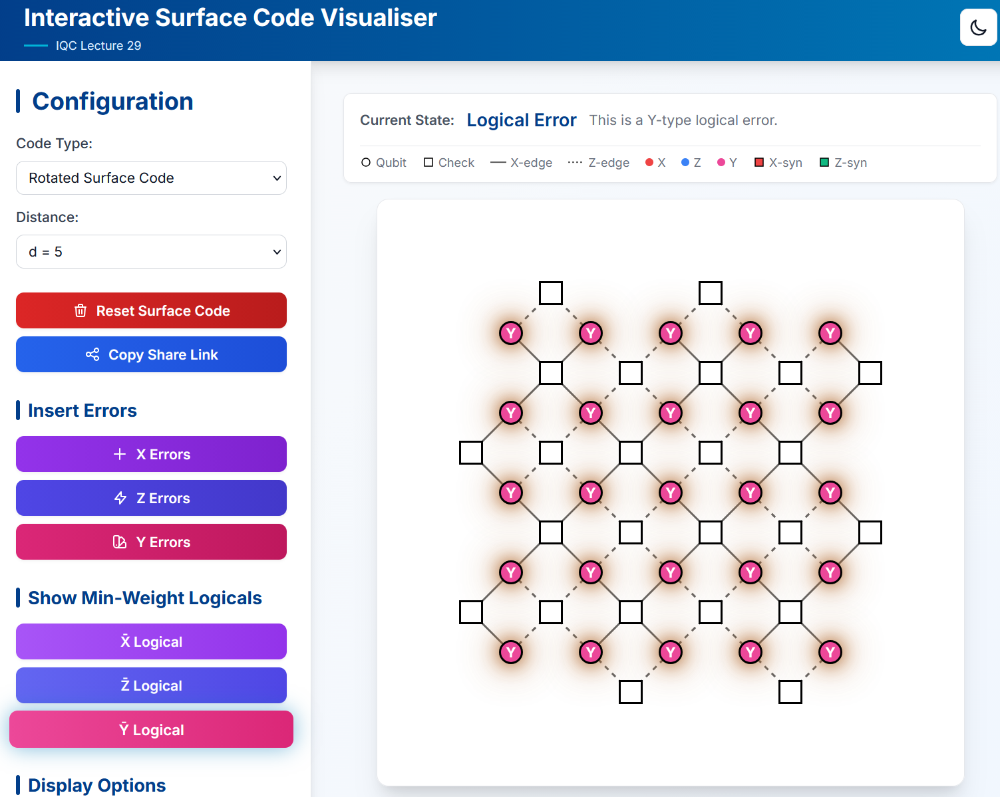 Interactive Surface Code Visualiser
IQC Lecture 29
Configuration
Code Type:
Rotated Surface Code
Distance:
d = 5
Reset Surface Code
Copy Share Link
Insert Errors
X Errors
Z Errors
Y Errors
Show Min-Weight Logicals
X̄ Logical
Z̄ Logical
Ȳ Logical
Display Options
Current State: Logical Error This is a Y-type logical error.
Qubit Check X-edge Z-edge X Z Y X-syn Z-syn
Y Y Y Y Y
Y Y Y Y Y
Y Y Y Y Y
Y Y Y Y Y
Y Y Y Y Y